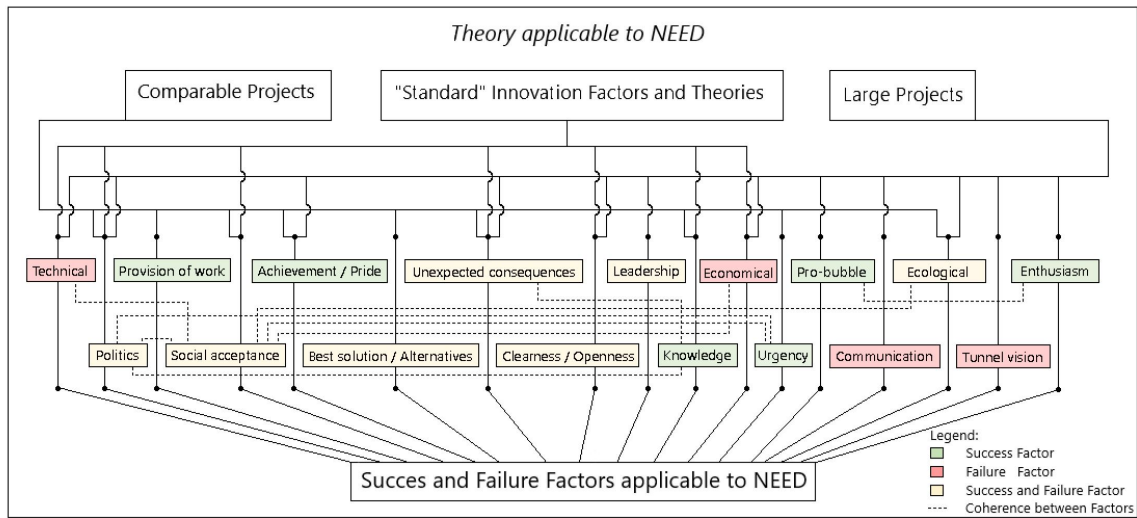 Theory applicable to NEED
Comparable Projects
"Standard" Innovation Factors and Theories
Large Projects
Technical
Provision of work
Achievement / Pride
Unexpected consequences
Leadership
Economical
Pro-bubble
Ecological
Enthusiasm
Politics
Social acceptance
Best solution / Alternatives
Clearness / Openness
Knowledge
Urgency
Communication
Tunnel vision
Legend:
Success Factor
Failure Factor
Success and Failure Factor
Coherence between Factors
Succes and Failure Factors applicable to NEED